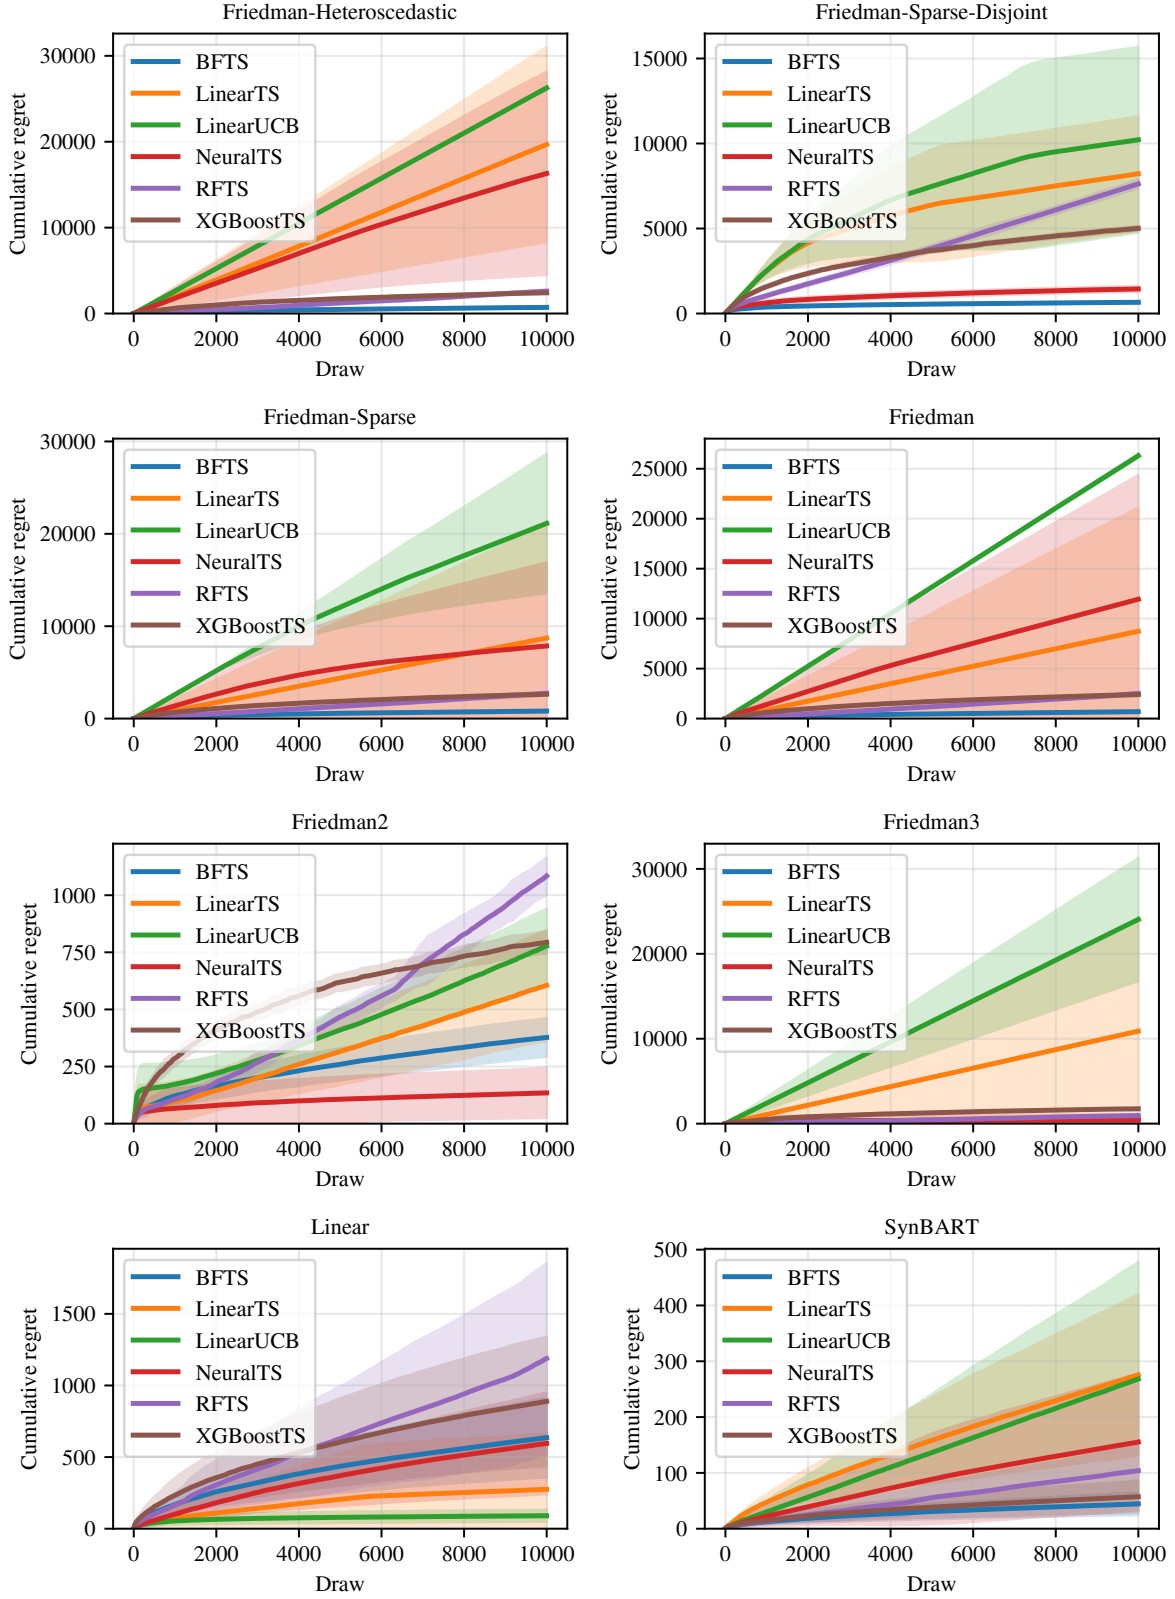 Friedman-Heteroscedastic
Cumulative regret
30000
20000
10000
0
BFTS
LinearTS
LinearUCB
NeuralTS
RFTS
XGBoostTS
0 2000 4000 6000 8000 10000
Draw
Friedman-Sparse-Disjoint
Cumulative regret
15000
10000
5000
0
BFTS
LinearTS
LinearUCB
NeuralTS
RFTS
XGBoostTS
0 2000 4000 6000 8000 10000
Draw
Friedman-Sparse
Cumulative regret
30000
20000
10000
0
BFTS
LinearTS
LinearUCB
NeuralTS
RFTS
XGBoostTS
0 2000 4000 6000 8000 10000
Draw
Friedman
Cumulative regret
25000
20000
15000
10000
5000
0
BFTS
LinearTS
LinearUCB
NeuralTS
RFTS
XGBoostTS
0 2000 4000 6000 8000 10000
Draw
Friedman2
Cumulative regret
1000
750
500
250
0
BFTS
LinearTS
LinearUCB
NeuralTS
RFTS
XGBoostTS
0 2000 4000 6000 8000 10000
Draw
Friedman3
Cumulative regret
30000
20000
10000
0
BFTS
LinearTS
LinearUCB
NeuralTS
RFTS
XGBoostTS
0 2000 4000 6000 8000 10000
Draw
Linear
Cumulative regret
1500
1000
500
0
BFTS
LinearTS
LinearUCB
NeuralTS
RFTS
XGBoostTS
0 2000 4000 6000 8000 10000
Draw
SynBART
Cumulative regret
500
400
300
200
100
0
BFTS
LinearTS
LinearUCB
NeuralTS
RFTS
XGBoostTS
0 2000 4000 6000 8000 10000
Draw